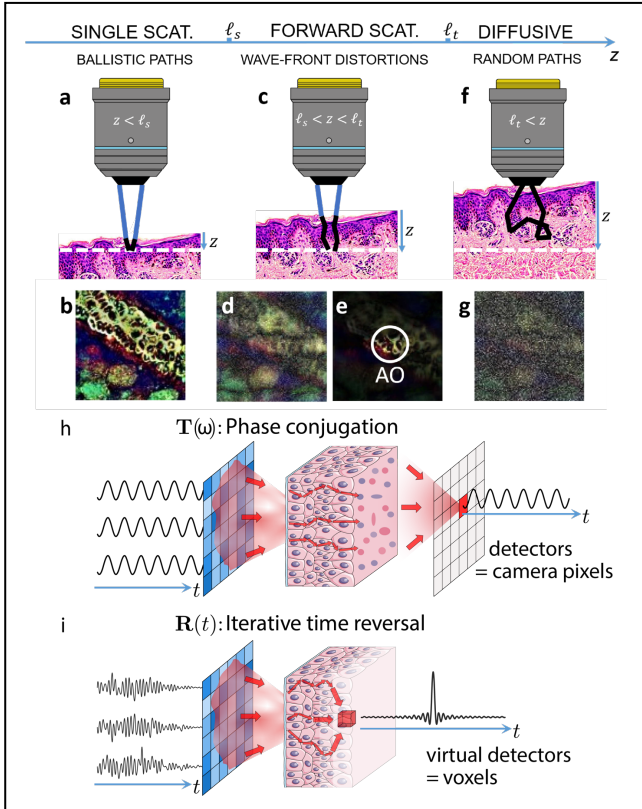 SINGLE SCAT. ℓs FORWARD SCAT. ℓt DIFFUSIVE
BALLISTIC PATHS WAVE-FRONT DISTORTIONS RANDOM PATHS z
a c f
z < ℓs ℓs < z < ℓt ℓt < z
z z z
b d e g
AO
h T(ω): Phase conjugation
t
detectors
= camera pixels
t
i R(t): Iterative time reversal
t
virtual detectors
= voxels
t